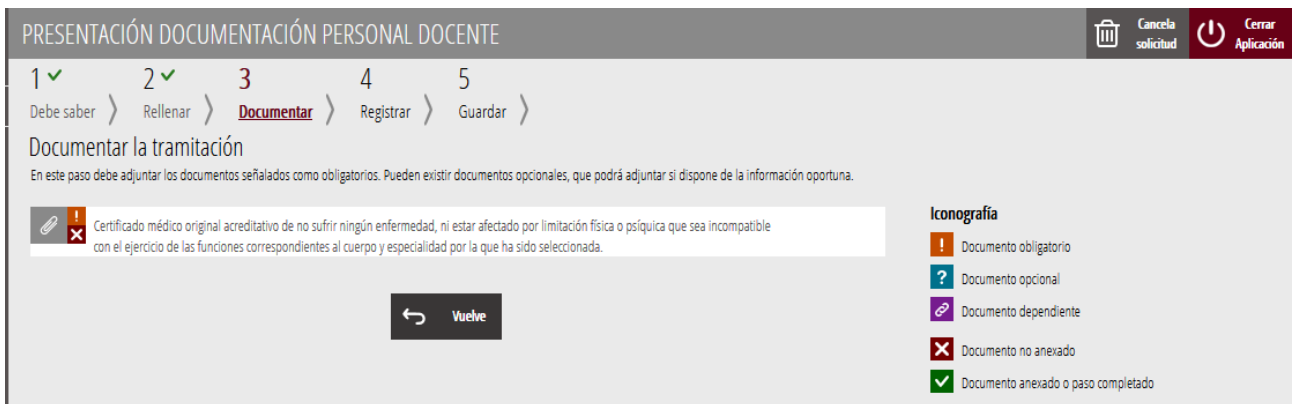 PRESENTACIÓN DOCUMENTACIÓN PERSONAL DOCENTE
Cancela
solicitud
Cerrar
Aplicación
1 2 3 4 5
Debe saber Rellenar Documentar Registrar Guardar
Documentar la tramitación
En este paso debe adjuntar los documentos señalados como obligatorios. Pueden existir documentos opcionales, que podrá adjuntar si dispone de la información oportuna.
Certificado médico original acreditativo de no sufrir ningún enfermedad, ni estar afectado por limitación física o psíquica que sea incompatible
con el ejercicio de las funciones correspondientes al cuerpo y especialidad por la que ha sido seleccionada.
Vuelve
Iconografía
! Documento obligatorio
? Documento opcional
Documento dependiente
Documento no anexado
Documento anexado o paso completado